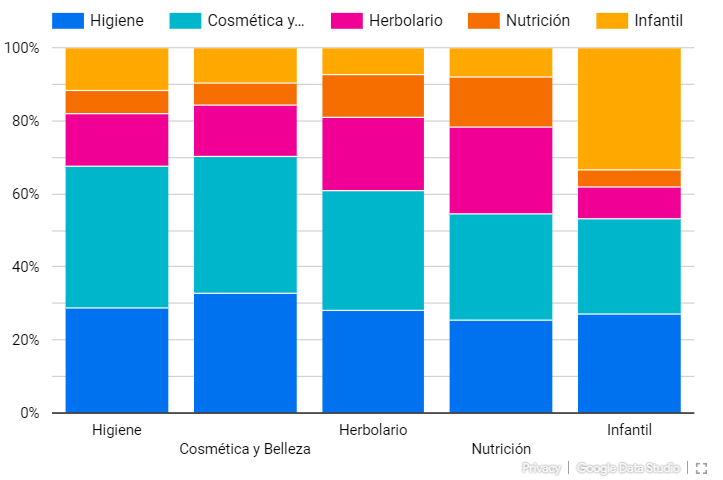 Higiene Cosmética y... Herbolario Nutrición Infantil
100%
80%
60%
40%
20%
0%
Higiene Herbolario Infantil
Cosmética y Belleza Nutrición
Privacy Google Data Studio